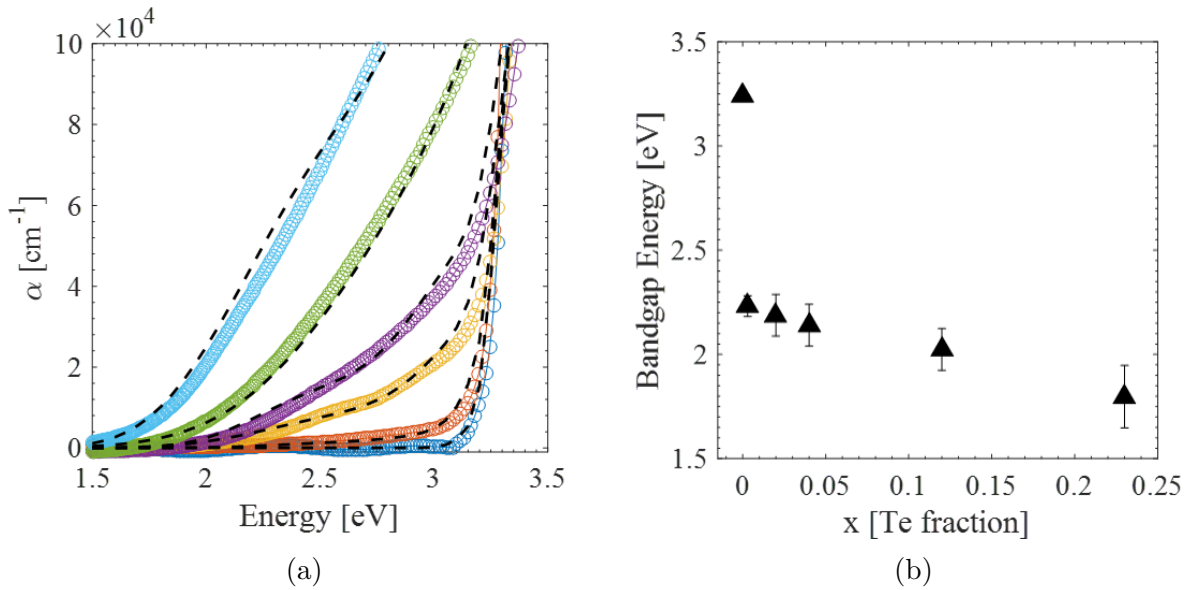 ×10⁴
10
8
6
4
2
0
α [cm⁻¹]
1.5 2 2.5 3 3.5
Energy [eV]
(a)
3.5
3
2.5
2
1.5
Bandgap Energy [eV]
0 0.05 0.1 0.15 0.2 0.25
x [Te fraction]
(b)